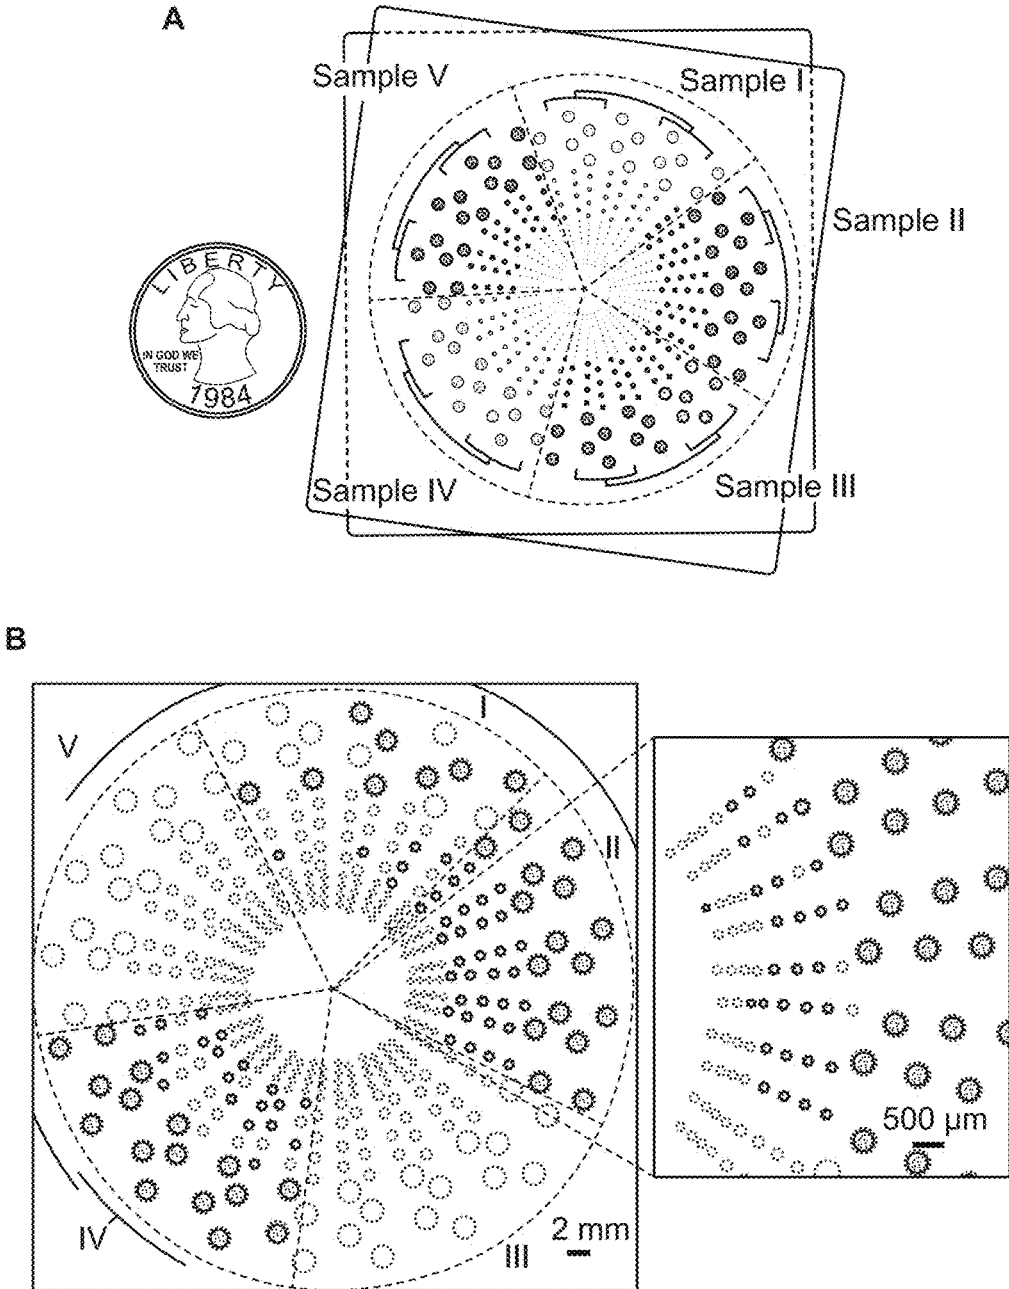 A
Sample V
Sample I
Sample II
LIBERTY
IN GOD WE
TRUST
1984
Sample IV
Sample III
B
I
V
II
500 µm
IV
2 mm
III